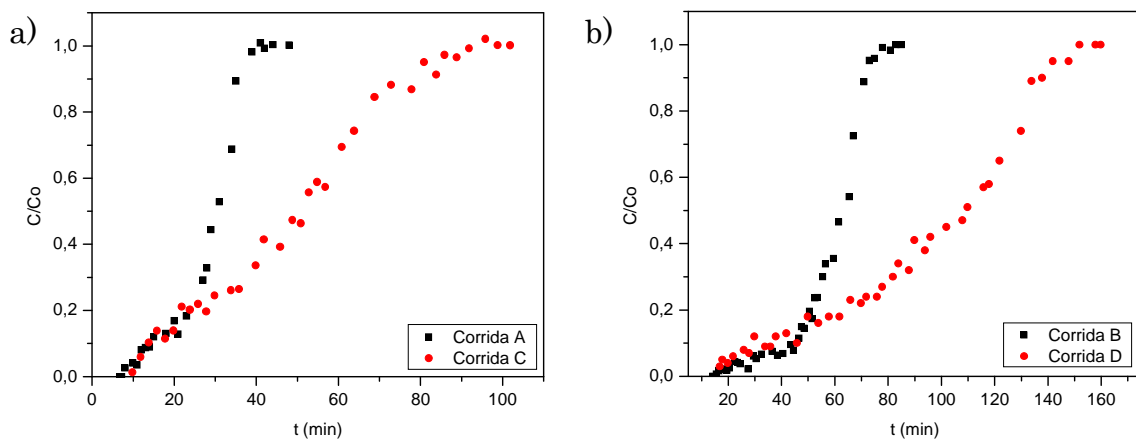 a)
C/Co
1,0
0,8
0,6
0,4
0,2
0,0
0 20 40 60 80 100
t (min)
Corrida A
Corrida C
b)
C/Co
1,0
0,8
0,6
0,4
0,2
0,0
20 40 60 80 100 120 140 160
t (min)
Corrida B
Corrida D